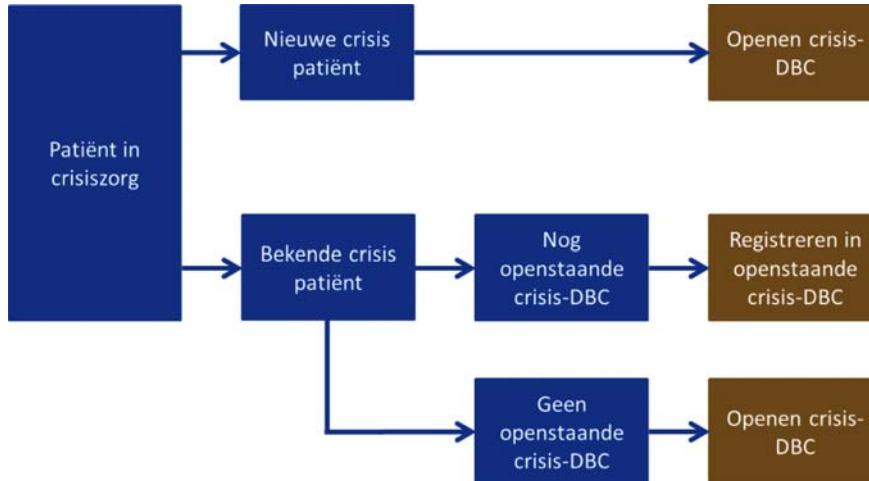 Nieuwe crisis
patiënt
Openen crisis-
DBC
Patiënt in
crisiszorg
Bekende crisis
patiënt
Nog
openstaande
crisis-DBC
Registreren in
openstaande
crisis-DBC
Geen
openstaande
crisis-DBC
Openen crisis-
DBC